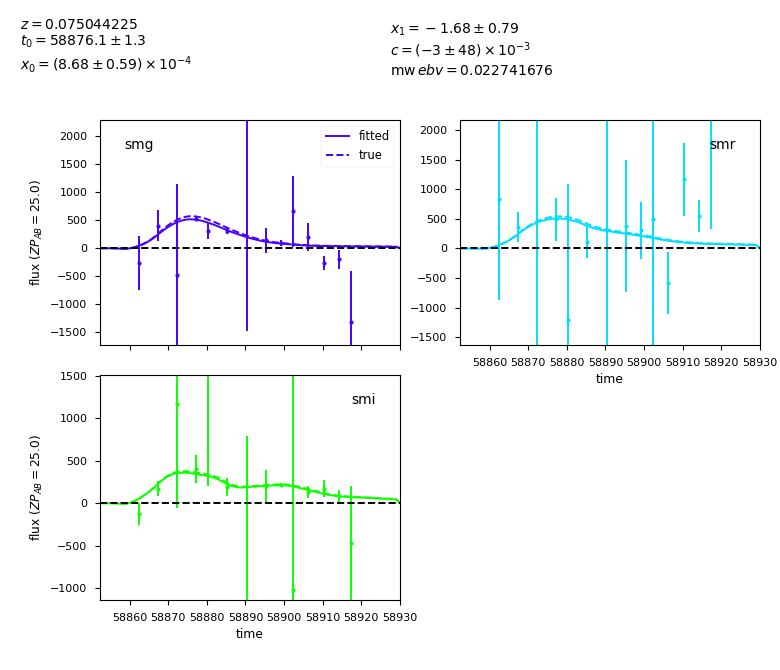 z = 0.075044225
t₀ = 58876.1 ± 1.3
x₀ = (8.68 ± 0.59) × 10⁻⁴
x₁ = −1.68 ± 0.79
c = (−3 ± 48) × 10⁻³
mw ebv = 0.022741676
smg
fitted
true
2000
1500
1000
500
0
−500
−1000
−1500
flux (ZP_AB = 25.0)
smr
2000
1500
1000
500
0
−500
−1000
−1500
58860 58870 58880 58890 58900 58910 58920 58930
time
smi
1500
1000
500
0
−500
−1000
flux (ZP_AB = 25.0)
58860 58870 58880 58890 58900 58910 58920 58930
time